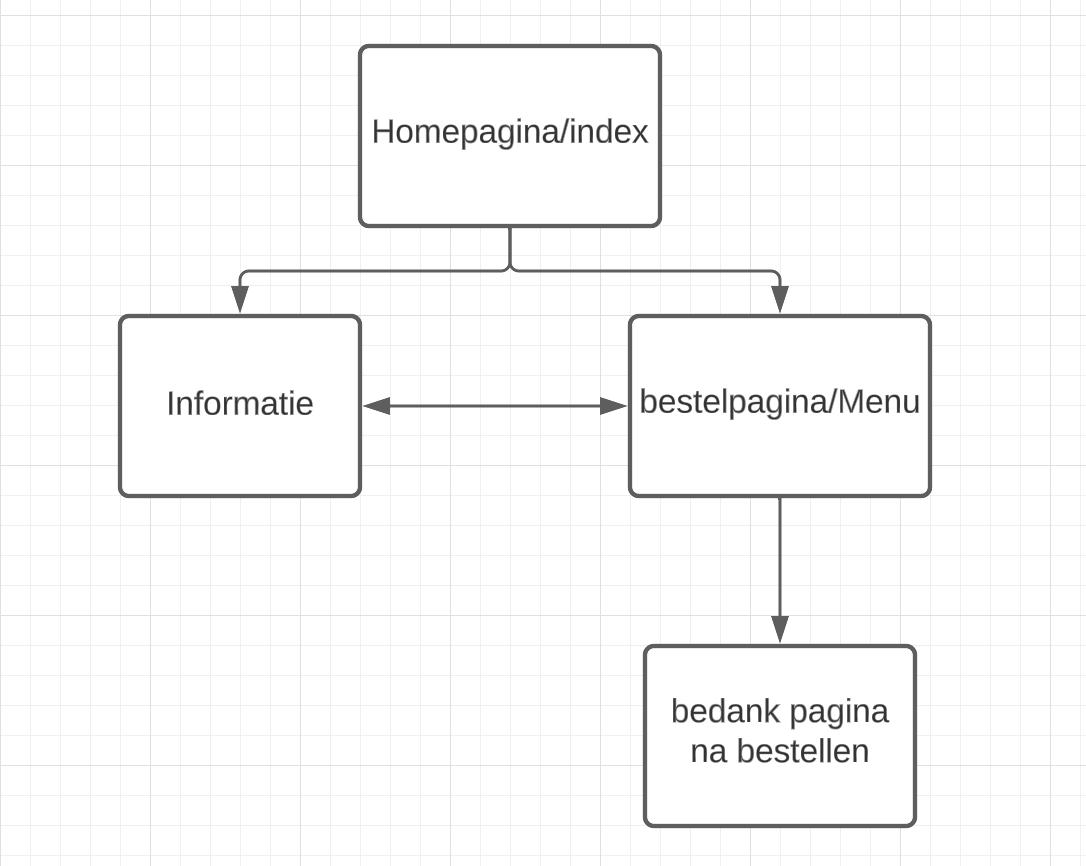 Homepagina/index
Informatie
bestelpagina/Menu
bedank pagina
na bestellen